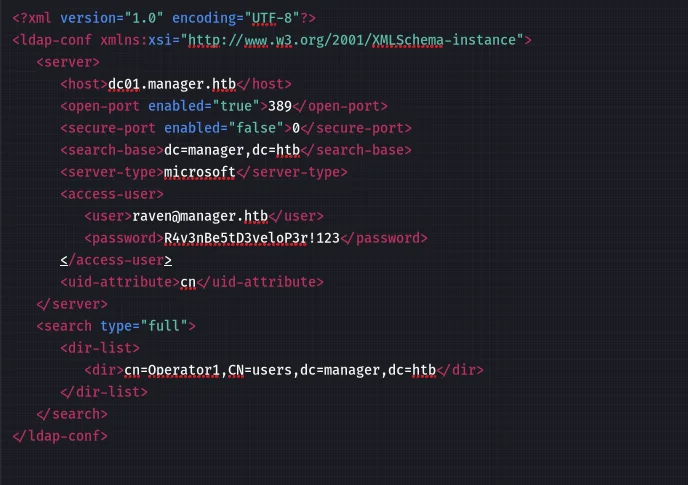 <?xml version="1.0" encoding="UTF-8"?>
<ldap-conf xmlns:xsi="http://www.w3.org/2001/XMLSchema-instance">
<server>
<host>dc01.manager.htb</host>
<open-port enabled="true">389</open-port>
<secure-port enabled="false">0</secure-port>
<search-base>dc=manager,dc=htb</search-base>
<server-type>microsoft</server-type>
<access-user>
<user>raven@manager.htb</user>
<password>R4v3nBe5tD3veloP3r!123</password>
</access-user>
<uid-attribute>cn</uid-attribute>
</server>
<search type="full">
<dir-list>
<dir>cn=Operator1,CN=users,dc=manager,dc=htb</dir>
</dir-list>
</search>
</ldap-conf>